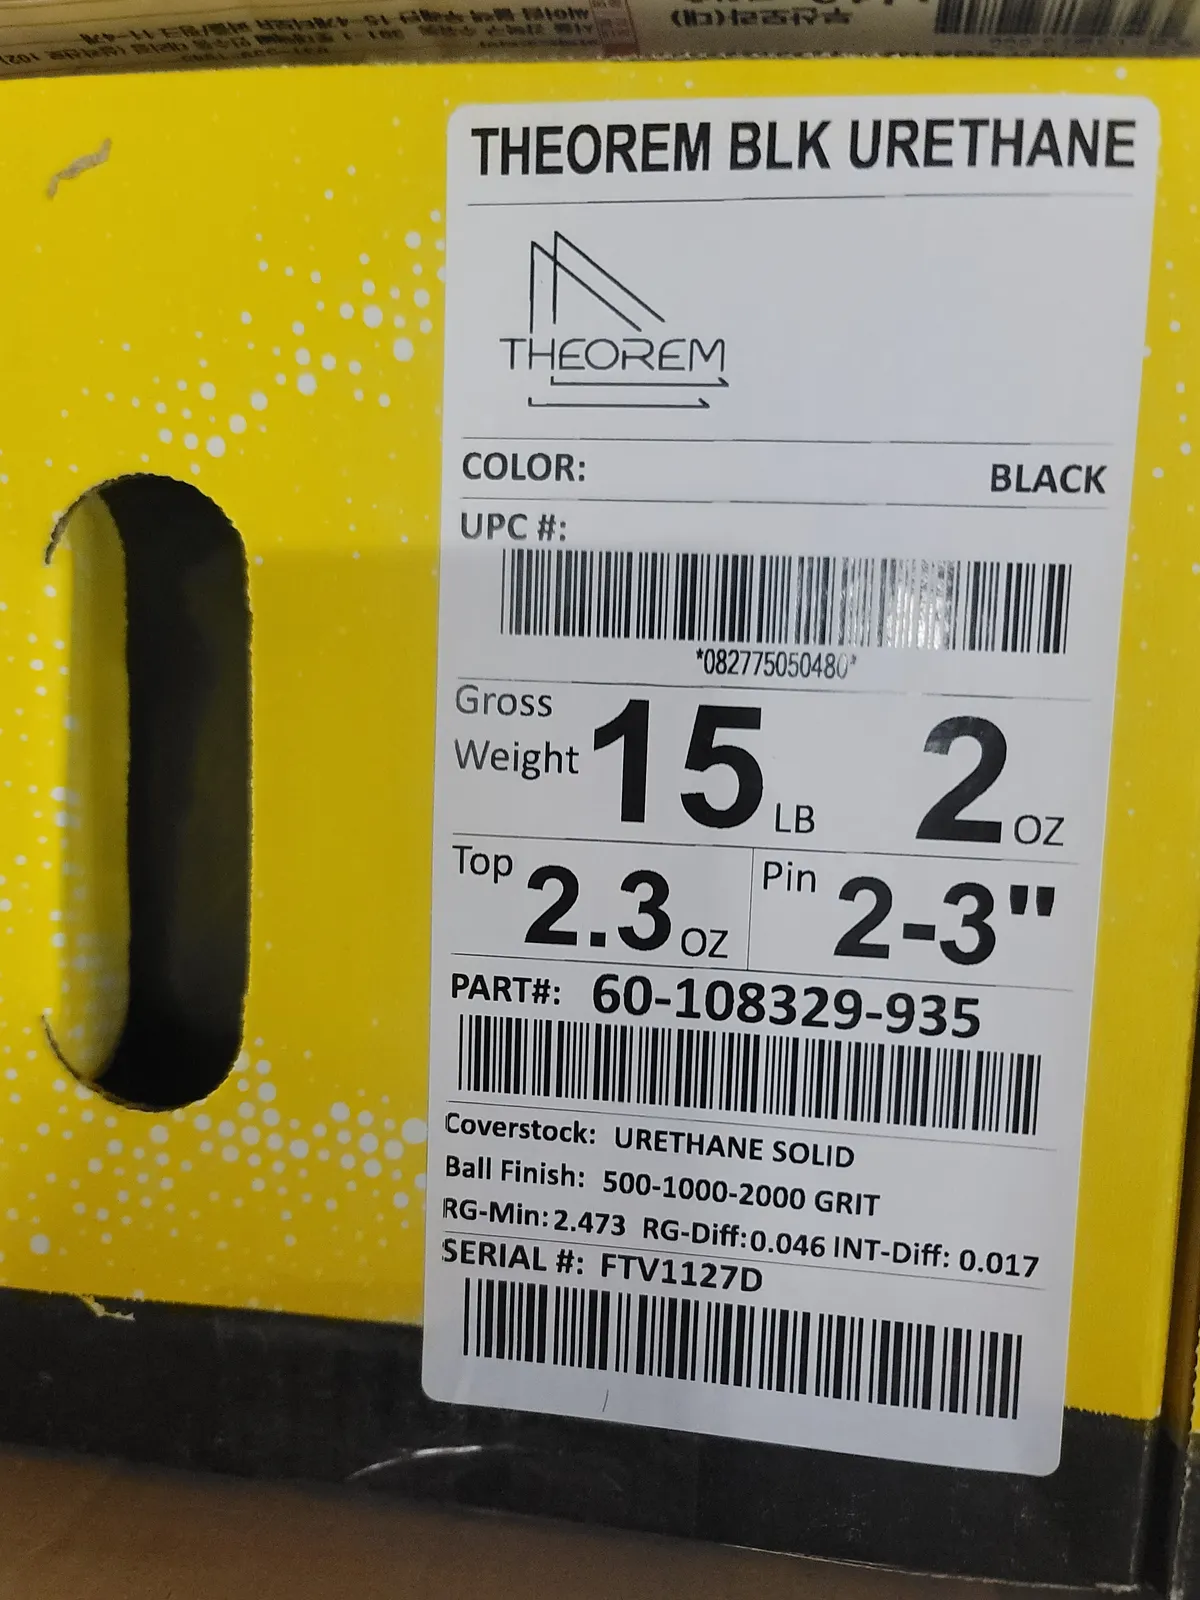 THEOREM BLK URETHANE
THEOREM
COLOR: BLACK
UPC #:
*082775050480*
Gross Weight 15 LB 2 OZ
Top 2.3 OZ Pin 2-3"
PART#: 60-108329-935
Coverstock: URETHANE SOLID
Ball Finish: 500-1000-2000 GRIT
RG-Min: 2.473 RG-Diff: 0.046 INT-Diff: 0.017
SERIAL #: FTV1127D